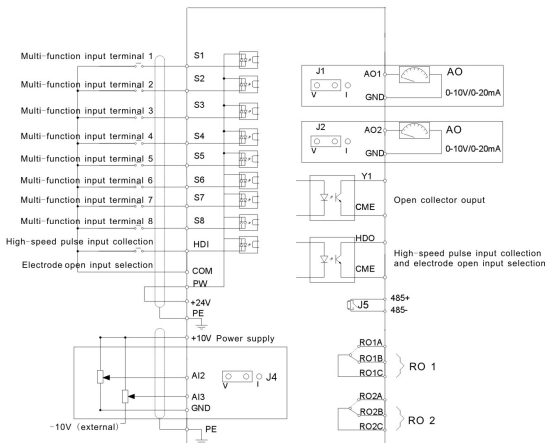 Multi-function input terminal 1 S1
Multi-function input terminal 2 S2
Multi-function input terminal 3 S3
Multi-function input terminal 4 S4
Multi-function input terminal 5 S5
Multi-function input terminal 6 S6
Multi-function input terminal 7 S7
Multi-function input terminal 8 S8
High-speed pulse input collection HDI
Electrode open input selection
COM
PW
+24V
PE
+10V Power supply
AI2
V I J4
AI3
GND
-10V (external)
PE
J1
V I
AO1
GND
AO
0-10V/0-20mA
J2
V I
AO2
GND
AO
0-10V/0-20mA
Y1
CME
Open collector ouput
HDO
CME
High-speed pulse input collection
and electrode open input selection
J5
485+
485-
RO1A
RO1B
RO1C
RO 1
RO2A
RO2B
RO2C
RO 2